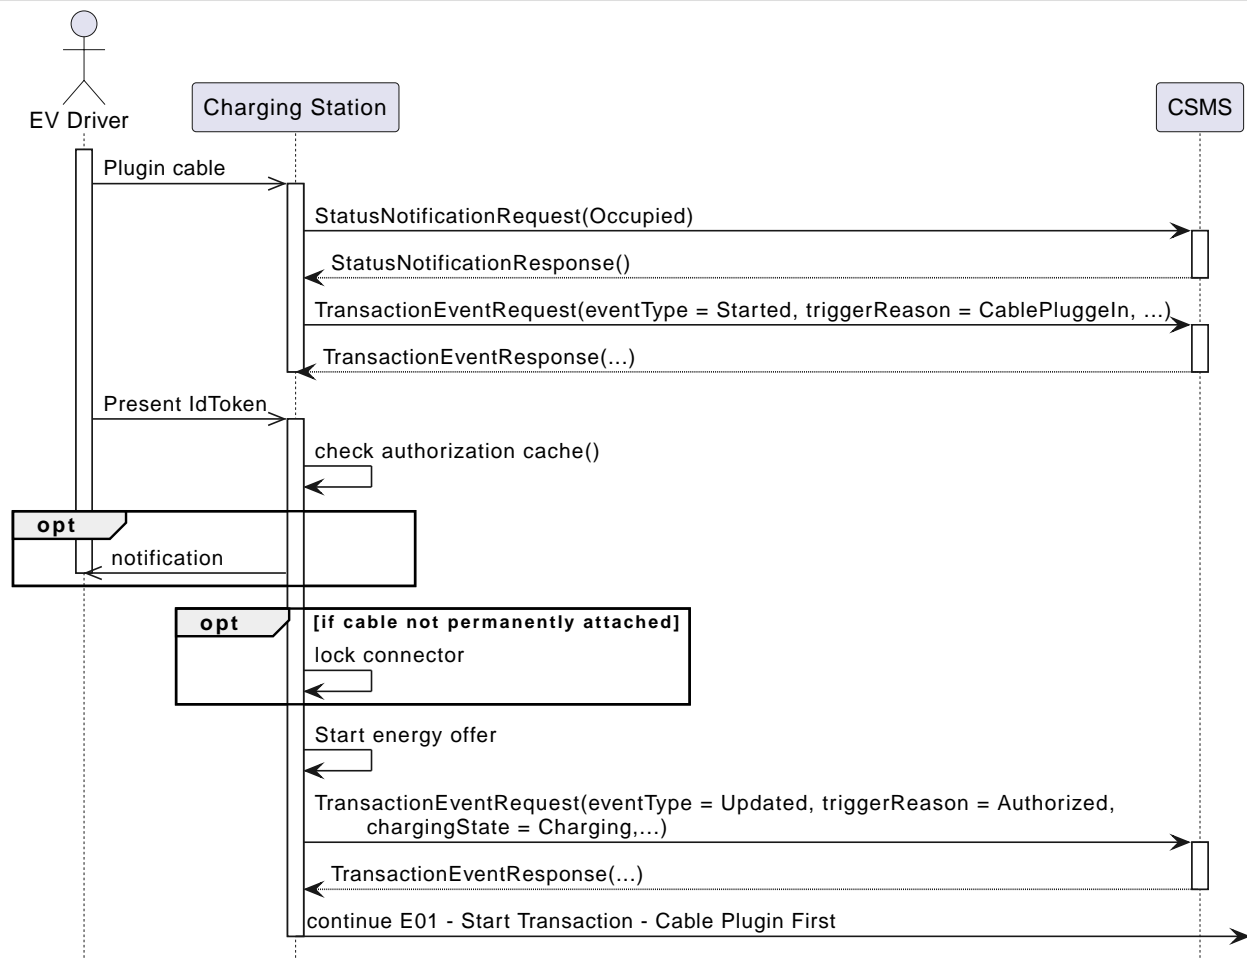 EV Driver
Charging Station
CSMS
Plugin cable
StatusNotificationRequest(Occupied)
StatusNotificationResponse()
TransactionEventRequest(eventType = Started, triggerReason = CablePluggeIn, ...)
TransactionEventResponse(...)
Present IdToken
check authorization cache()
opt
notification
opt
[if cable not permanently attached]
lock connector
Start energy offer
TransactionEventRequest(eventType = Updated, triggerReason = Authorized,
chargingState = Charging,...)
TransactionEventResponse(...)
continue E01 - Start Transaction - Cable Plugin First